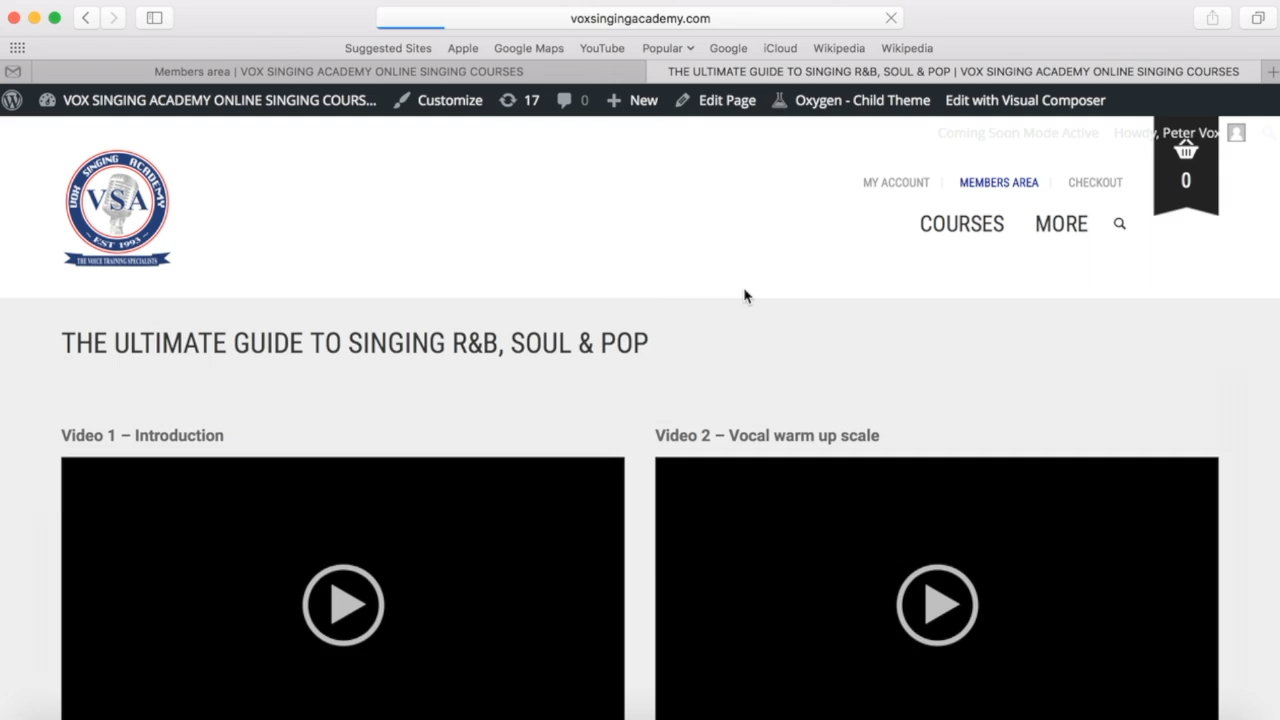 voxsingingacademy.com
Suggested Sites Apple Google Maps YouTube Popular Google iCloud Wikipedia Wikipedia
Members area | VOX SINGING ACADEMY ONLINE SINGING COURSES
THE ULTIMATE GUIDE TO SINGING R&B, SOUL & POP | VOX SINGING ACADEMY ONLINE SINGING COURSES
VOX SINGING ACADEMY ONLINE SINGING COURS... Customize 17 0 New Edit Page Oxygen - Child Theme Edit with Visual Composer
Coming Soon Mode Active Howdy, Peter Vox
VOX SINGING ACADEMY
VSA
EST 1993
THE VOICE TRAINING SPECIALISTS
MY ACCOUNT MEMBERS AREA CHECKOUT
0
COURSES MORE
THE ULTIMATE GUIDE TO SINGING R&B, SOUL & POP
Video 1 – Introduction
Video 2 – Vocal warm up scale